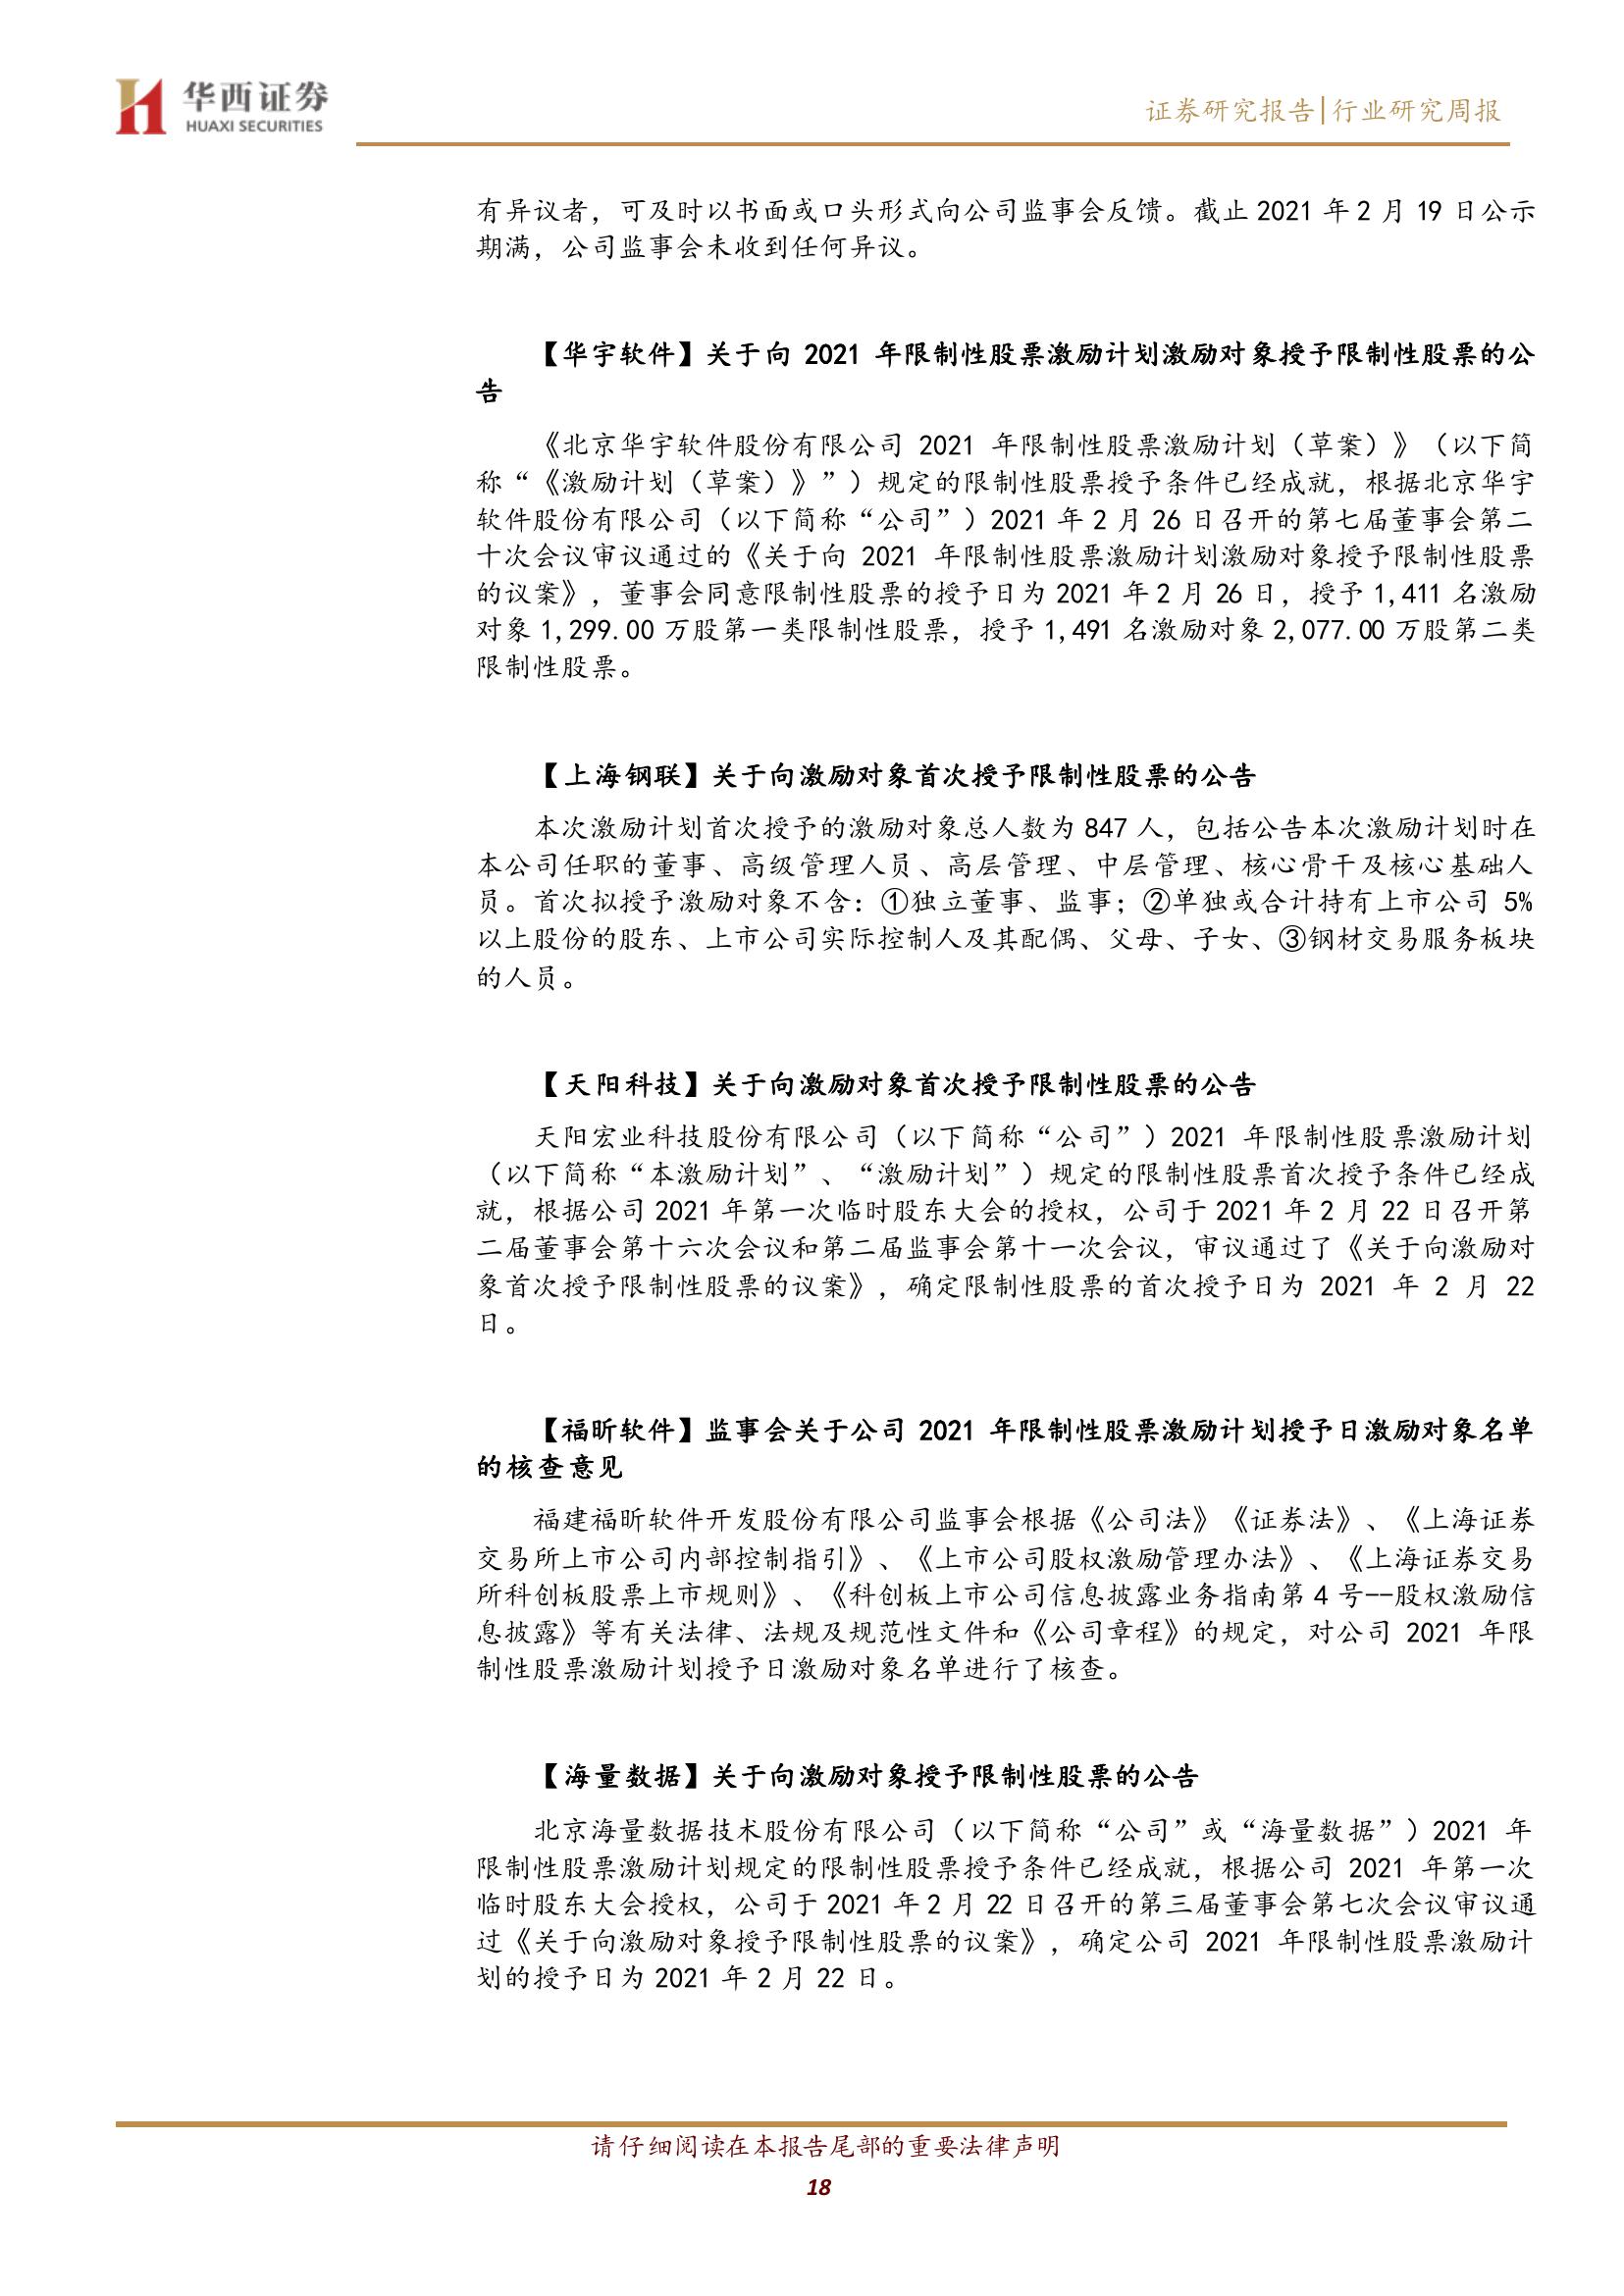 华西证券
HUAXI SECURITIES
证券研究报告|行业研究周报
有异议者，可及时以书面或口头形式向公司监事会反馈。截止 2021 年 2 月 19 日公示
期满，公司监事会未收到任何异议。
【华宇软件】关于向 2021 年限制性股票激励计划激励对象授予限制性股票的公
告
《北京华宇软件股份有限公司 2021 年限制性股票激励计划（草案）》（以下简
称“《激励计划（草案）》”）规定的限制性股票授予条件已经成就，根据北京华宇
软件股份有限公司（以下简称“公司”）2021 年 2 月 26 日召开的第七届董事会第二
十次会议审议通过的《关于向 2021 年限制性股票激励计划激励对象授予限制性股票
的议案》，董事会同意限制性股票的授予日为 2021 年 2 月 26 日，授予 1,411 名激励
对象 1,299.00 万股第一类限制性股票，授予 1,491 名激励对象 2,077.00 万股第二类
限制性股票。
【上海钢联】关于向激励对象首次授予限制性股票的公告
本次激励计划首次授予的激励对象总人数为 847 人，包括公告本次激励计划时在
本公司任职的董事、高级管理人员、高层管理、中层管理、核心骨干及核心基础人
员。首次拟授予激励对象不含：①独立董事、监事；②单独或合计持有上市公司 5%
以上股份的股东、上市公司实际控制人及其配偶、父母、子女、③钢材交易服务板块
的人员。
【天阳科技】关于向激励对象首次授予限制性股票的公告
天阳宏业科技股份有限公司（以下简称“公司”）2021 年限制性股票激励计划
（以下简称“本激励计划”、“激励计划”）规定的限制性股票首次授予条件已经成
就，根据公司 2021 年第一次临时股东大会的授权，公司于 2021 年 2 月 22 日召开第
二届董事会第十六次会议和第二届监事会第十一次会议，审议通过了《关于向激励对
象首次授予限制性股票的议案》，确定限制性股票的首次授予日为 2021 年 2 月 22
日。
【福昕软件】监事会关于公司 2021 年限制性股票激励计划授予日激励对象名单
的核查意见
福建福昕软件开发股份有限公司监事会根据《公司法》《证券法》、《上海证券
交易所上市公司内部控制指引》、《上市公司股权激励管理办法》、《上海证券交易
所科创板股票上市规则》、《科创板上市公司信息披露业务指南第 4 号--股权激励信
息披露》等有关法律、法规及规范性文件和《公司章程》的规定，对公司 2021 年限
制性股票激励计划授予日激励对象名单进行了核查。
【海量数据】关于向激励对象授予限制性股票的公告
北京海量数据技术股份有限公司（以下简称“公司”或“海量数据”）2021 年
限制性股票激励计划规定的限制性股票授予条件已经成就，根据公司 2021 年第一次
临时股东大会授权，公司于 2021 年 2 月 22 日召开的第三届董事会第七次会议审议通
过《关于向激励对象授予限制性股票的议案》，确定公司 2021 年限制性股票激励计
划的授予日为 2021 年 2 月 22 日。
请仔细阅读在本报告尾部的重要法律声明
18